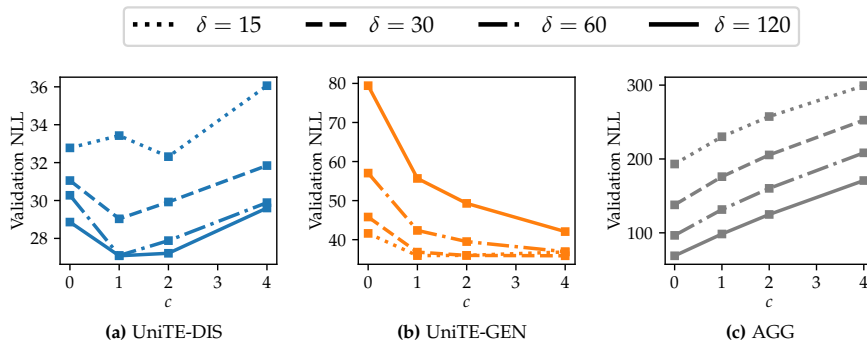 δ = 15 δ = 30 δ = 60 δ = 120
Validation NLL
36
34
32
30
28
0 1 2 3 4
c
(a) UniTE-DIS
Validation NLL
80
70
60
50
40
0 1 2 3 4
c
(b) UniTE-GEN
Validation NLL
300
200
100
0 1 2 3 4
c
(c) AGG